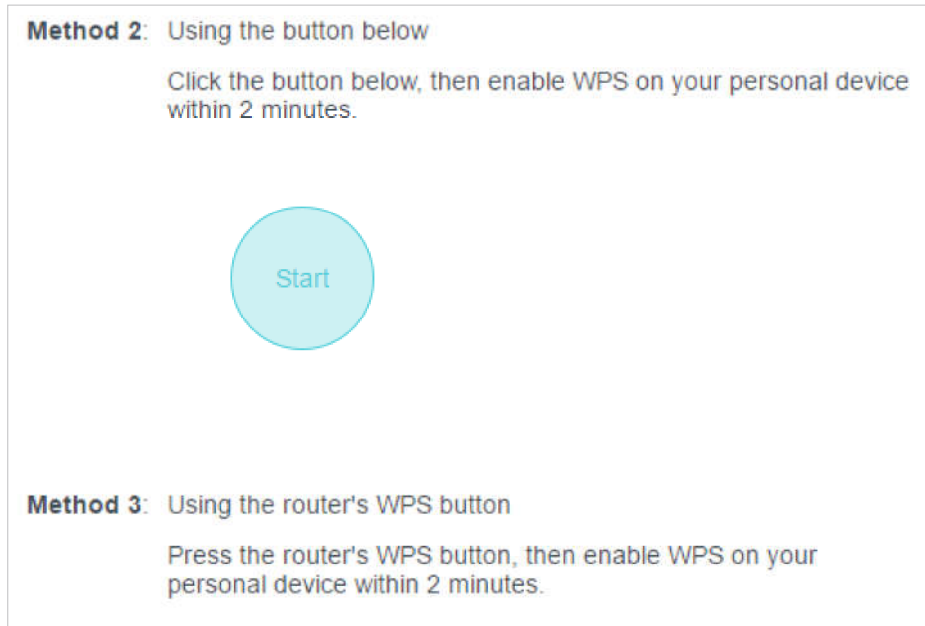 Method 2: Using the button below
Click the button below, then enable WPS on your personal device
within 2 minutes.
Start
Method 3: Using the router's WPS button
Press the router's WPS button, then enable WPS on your
personal device within 2 minutes.